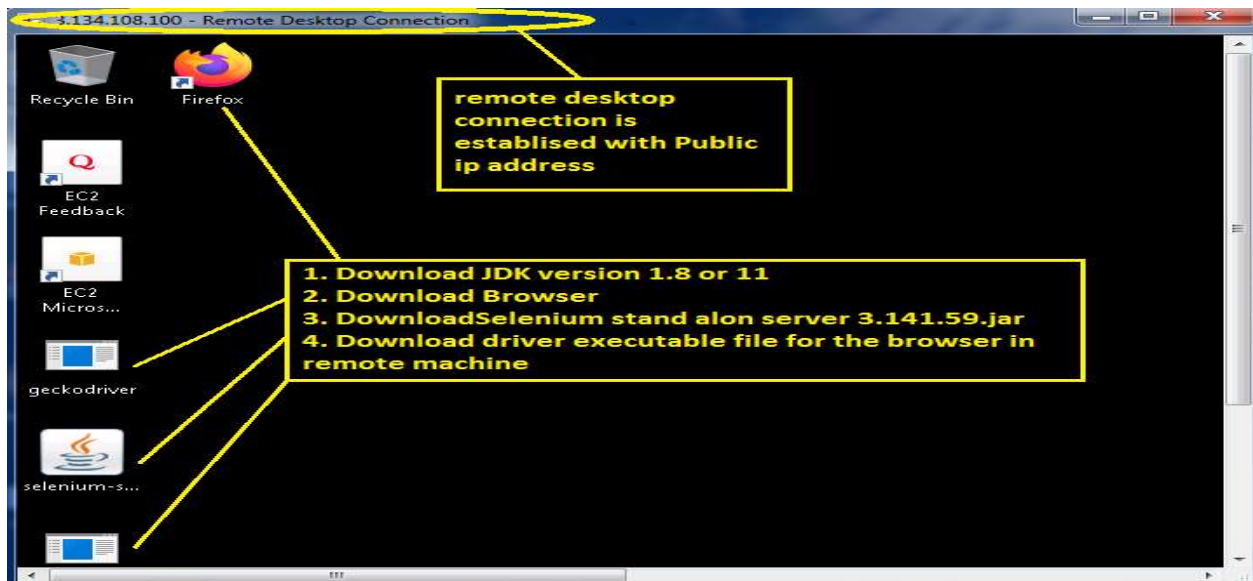 3.134.108.100 - Remote Desktop Connection
Recycle Bin
Firefox
remote desktop
connection is
establised with Public
ip address
Q
EC2
Feedback
EC2
Micros...
1. Download JDK version 1.8 or 11
2. Download Browser
3. DownloadSelenium stand alon server 3.141.59.jar
4. Download driver executable file for the browser in
remote machine
geckodriver
selenium-s...